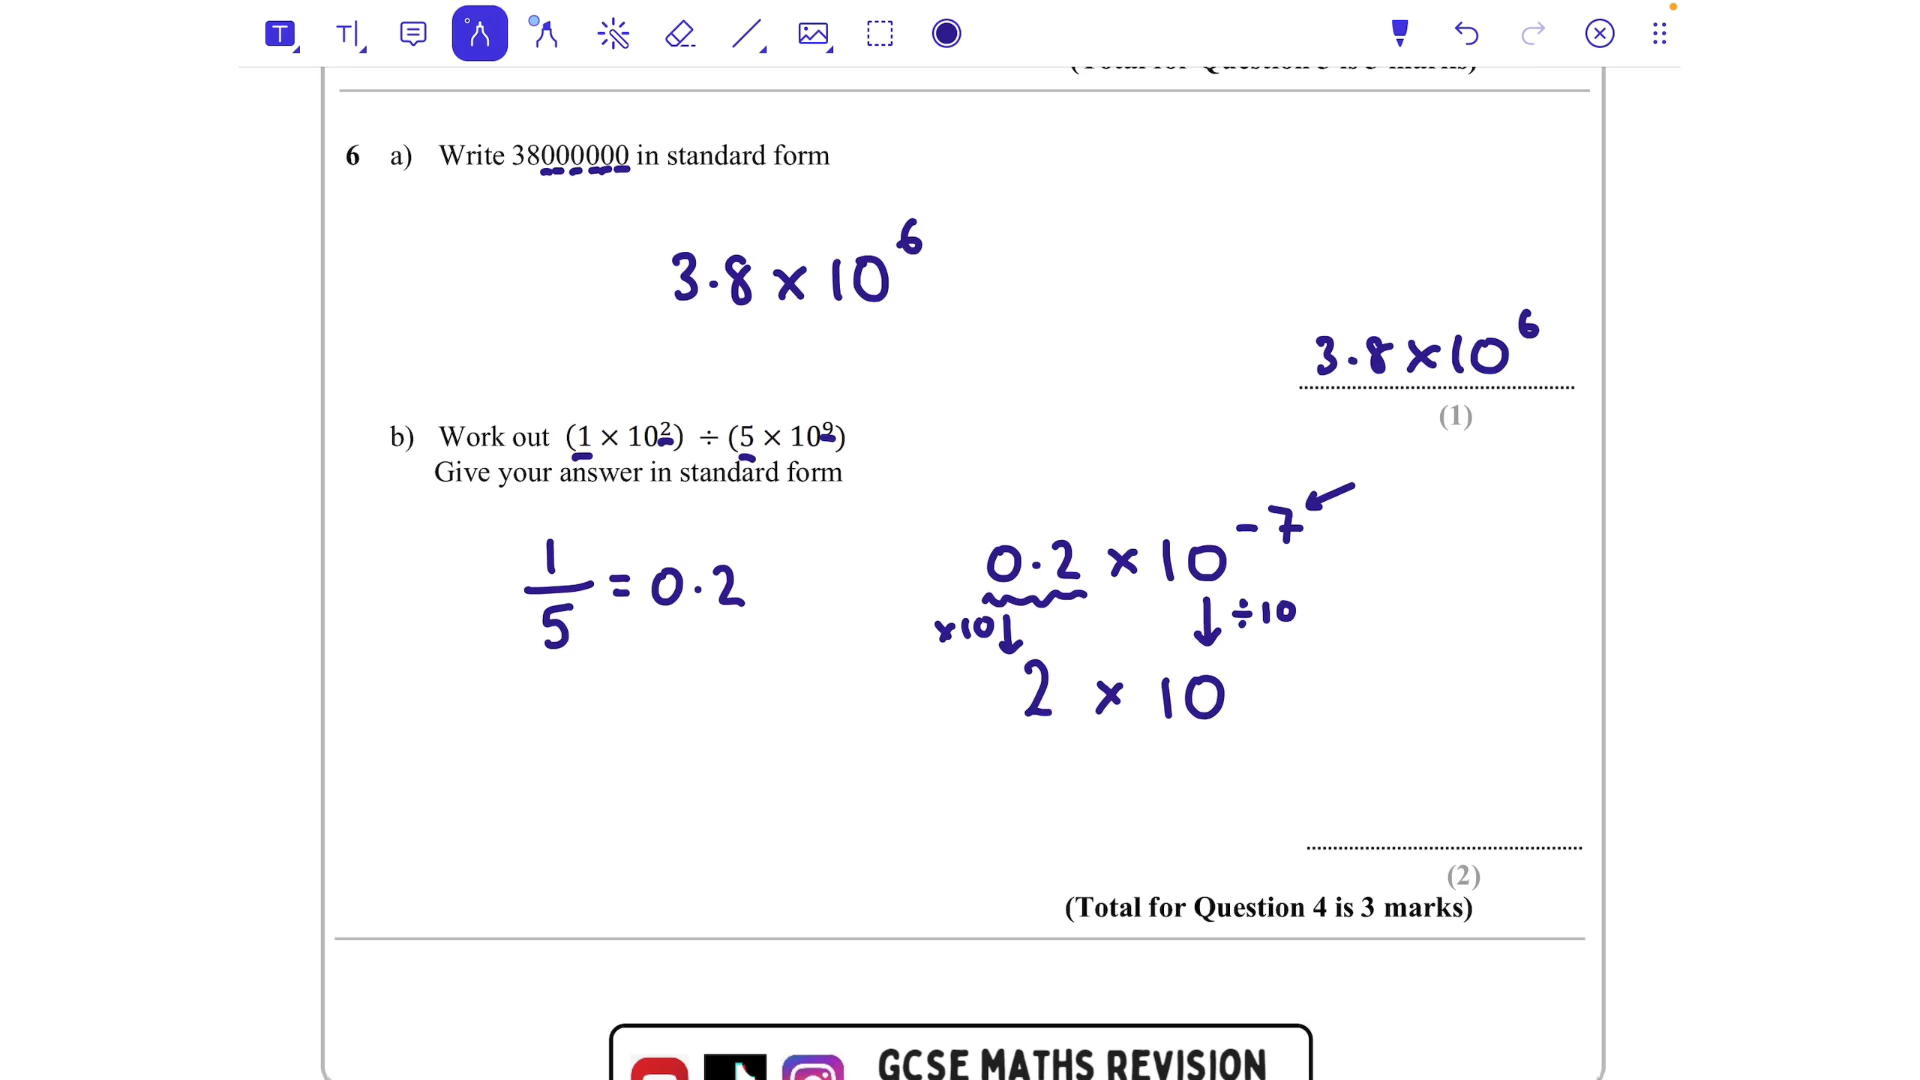 T T|
6 a) Write 38000000 in standard form
3.8 × 10⁶
3.8 × 10⁶
(1)
b) Work out (1 × 10²) ÷ (5 × 10⁹)
Give your answer in standard form
1/5 = 0.2
0.2 × 10⁻⁷
×10 ÷10
2 × 10
(2)
(Total for Question 4 is 3 marks)
GCSE MATHS REVISION